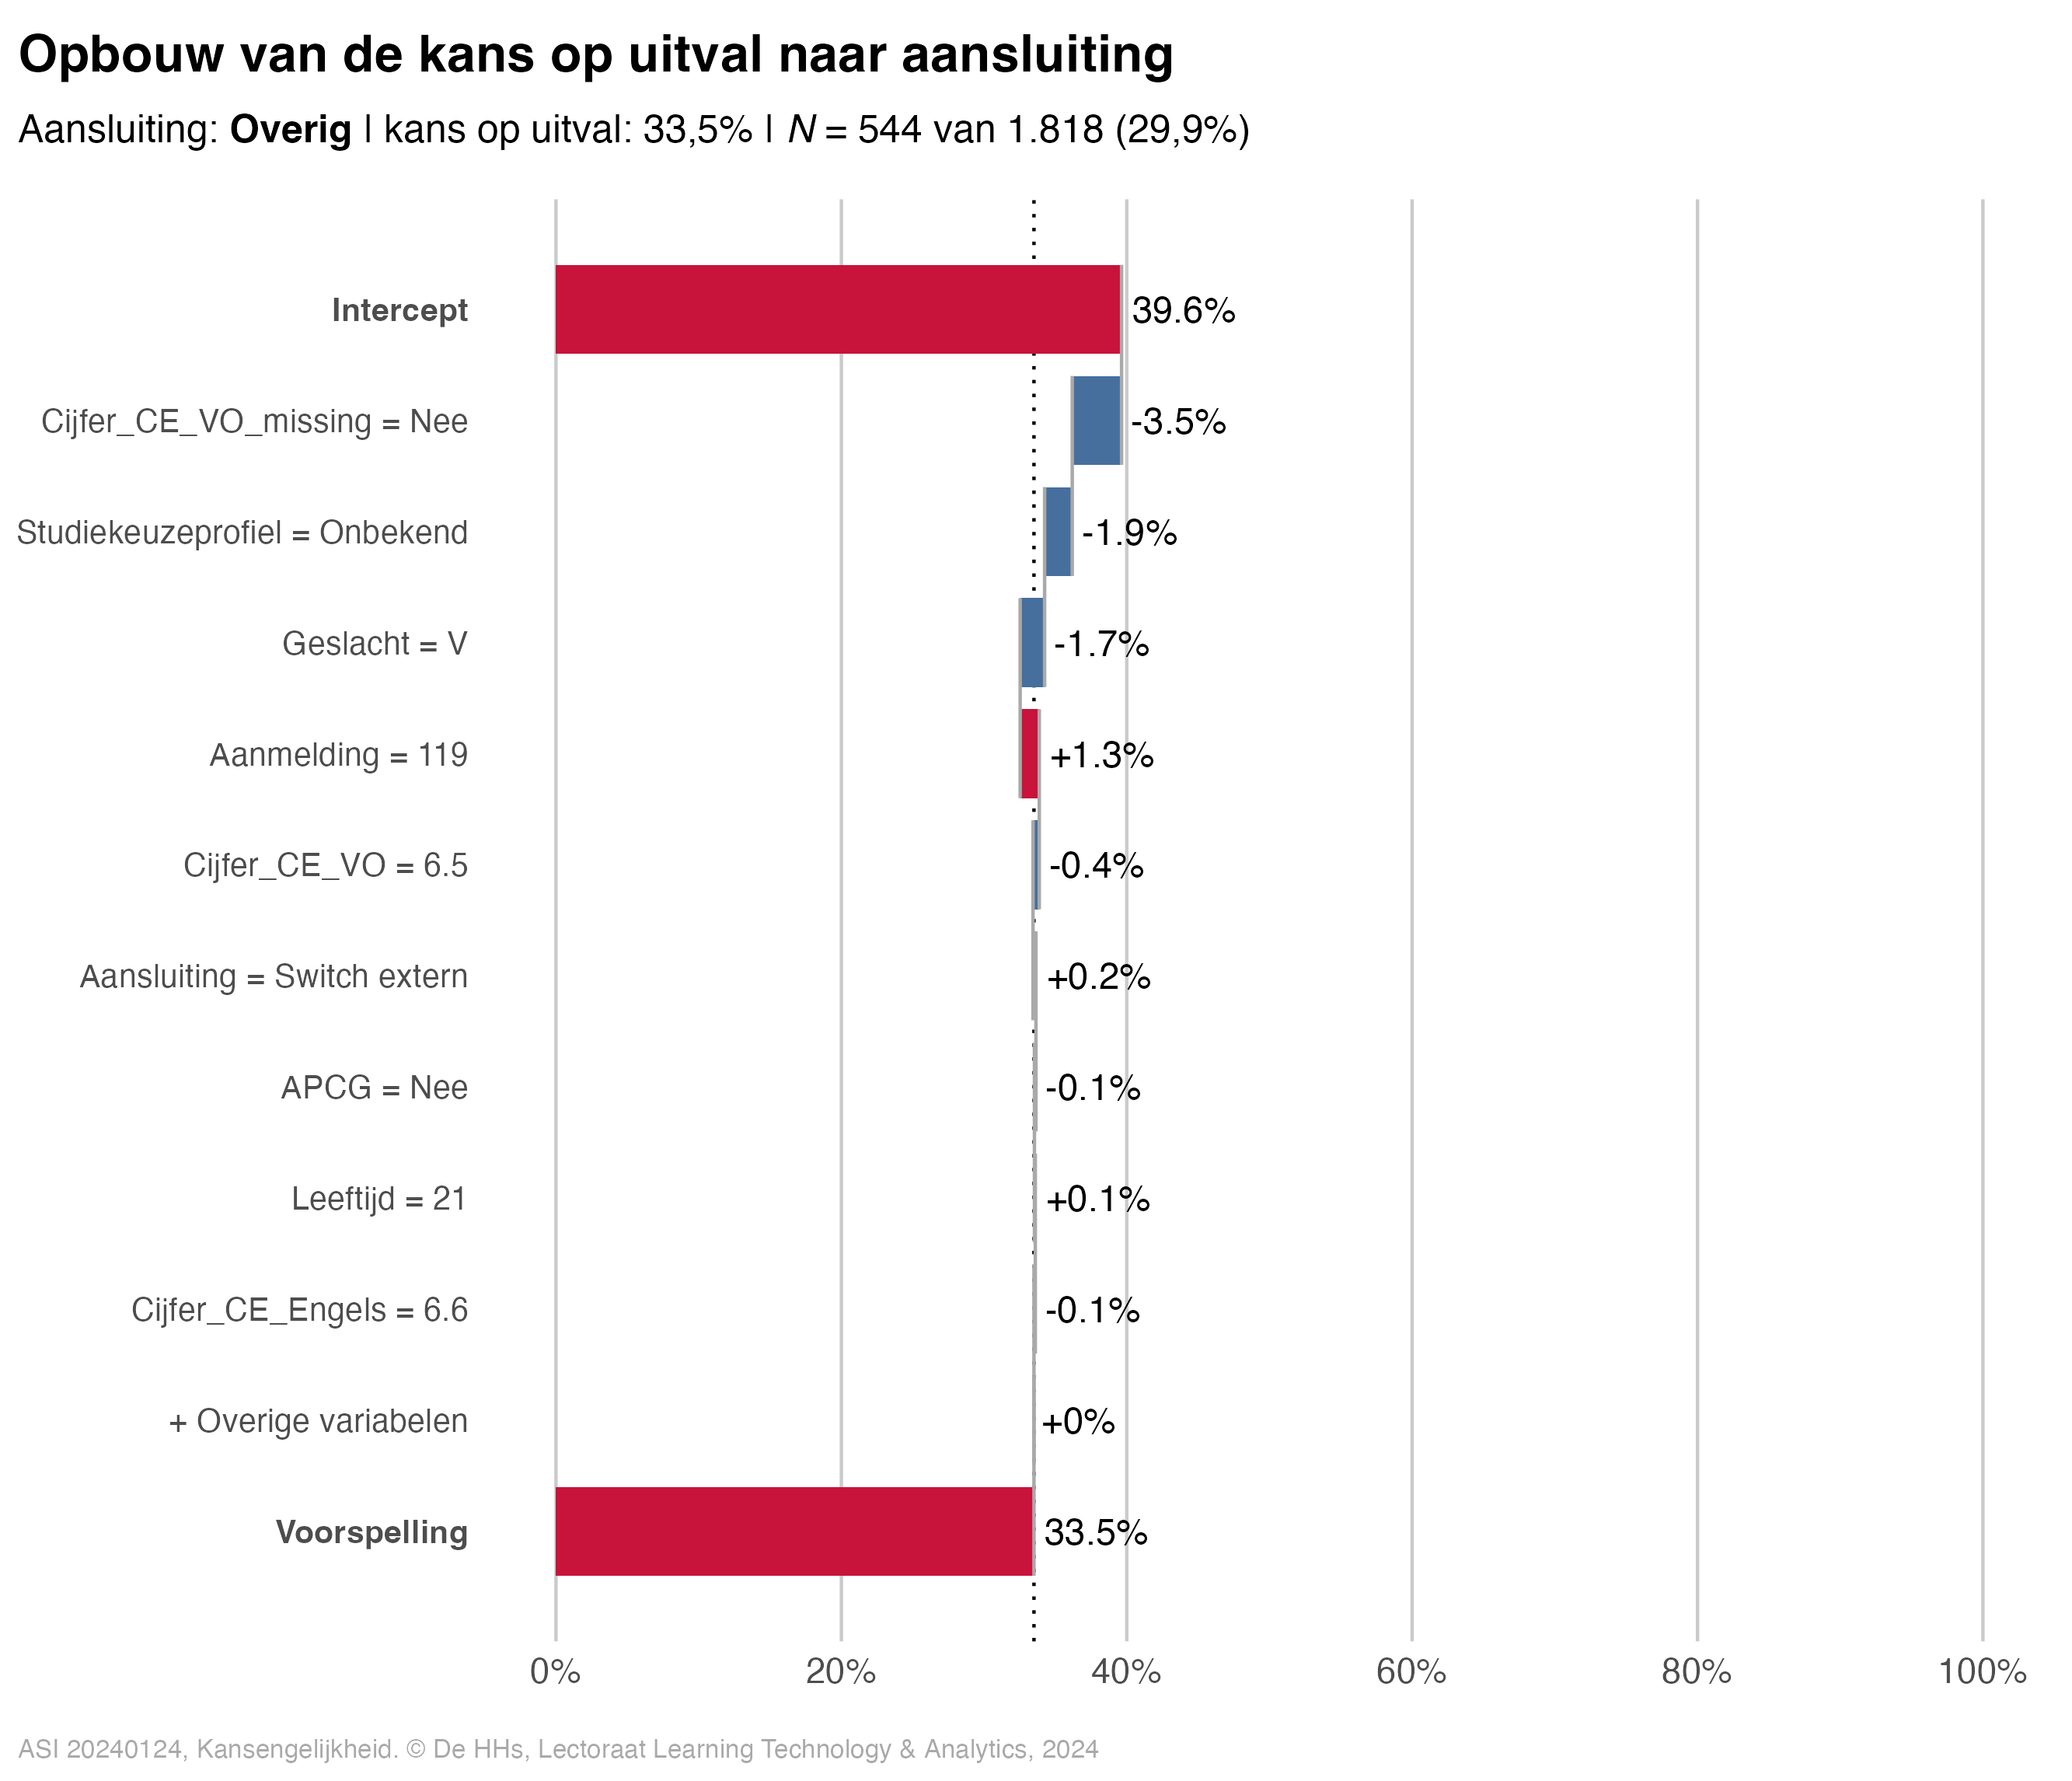 Opbouw van de kans op uitval naar aansluiting
Aansluiting: Overig | kans op uitval: 33,5% | N = 544 van 1.818 (29,9%)
Intercept 39.6%
Cijfer_CE_VO_missing = Nee -3.5%
Studiekeuzeprofiel = Onbekend -1.9%
Geslacht = V -1.7%
Aanmelding = 119 +1.3%
Cijfer_CE_VO = 6.5 -0.4%
Aansluiting = Switch extern +0.2%
APCG = Nee -0.1%
Leeftijd = 21 +0.1%
Cijfer_CE_Engels = 6.6 -0.1%
+ Overige variabelen +0%
Voorspelling 33.5%
0% 20% 40% 60% 80% 100%
ASI 20240124, Kansengelijkheid. © De HHs, Lectoraat Learning Technology & Analytics, 2024